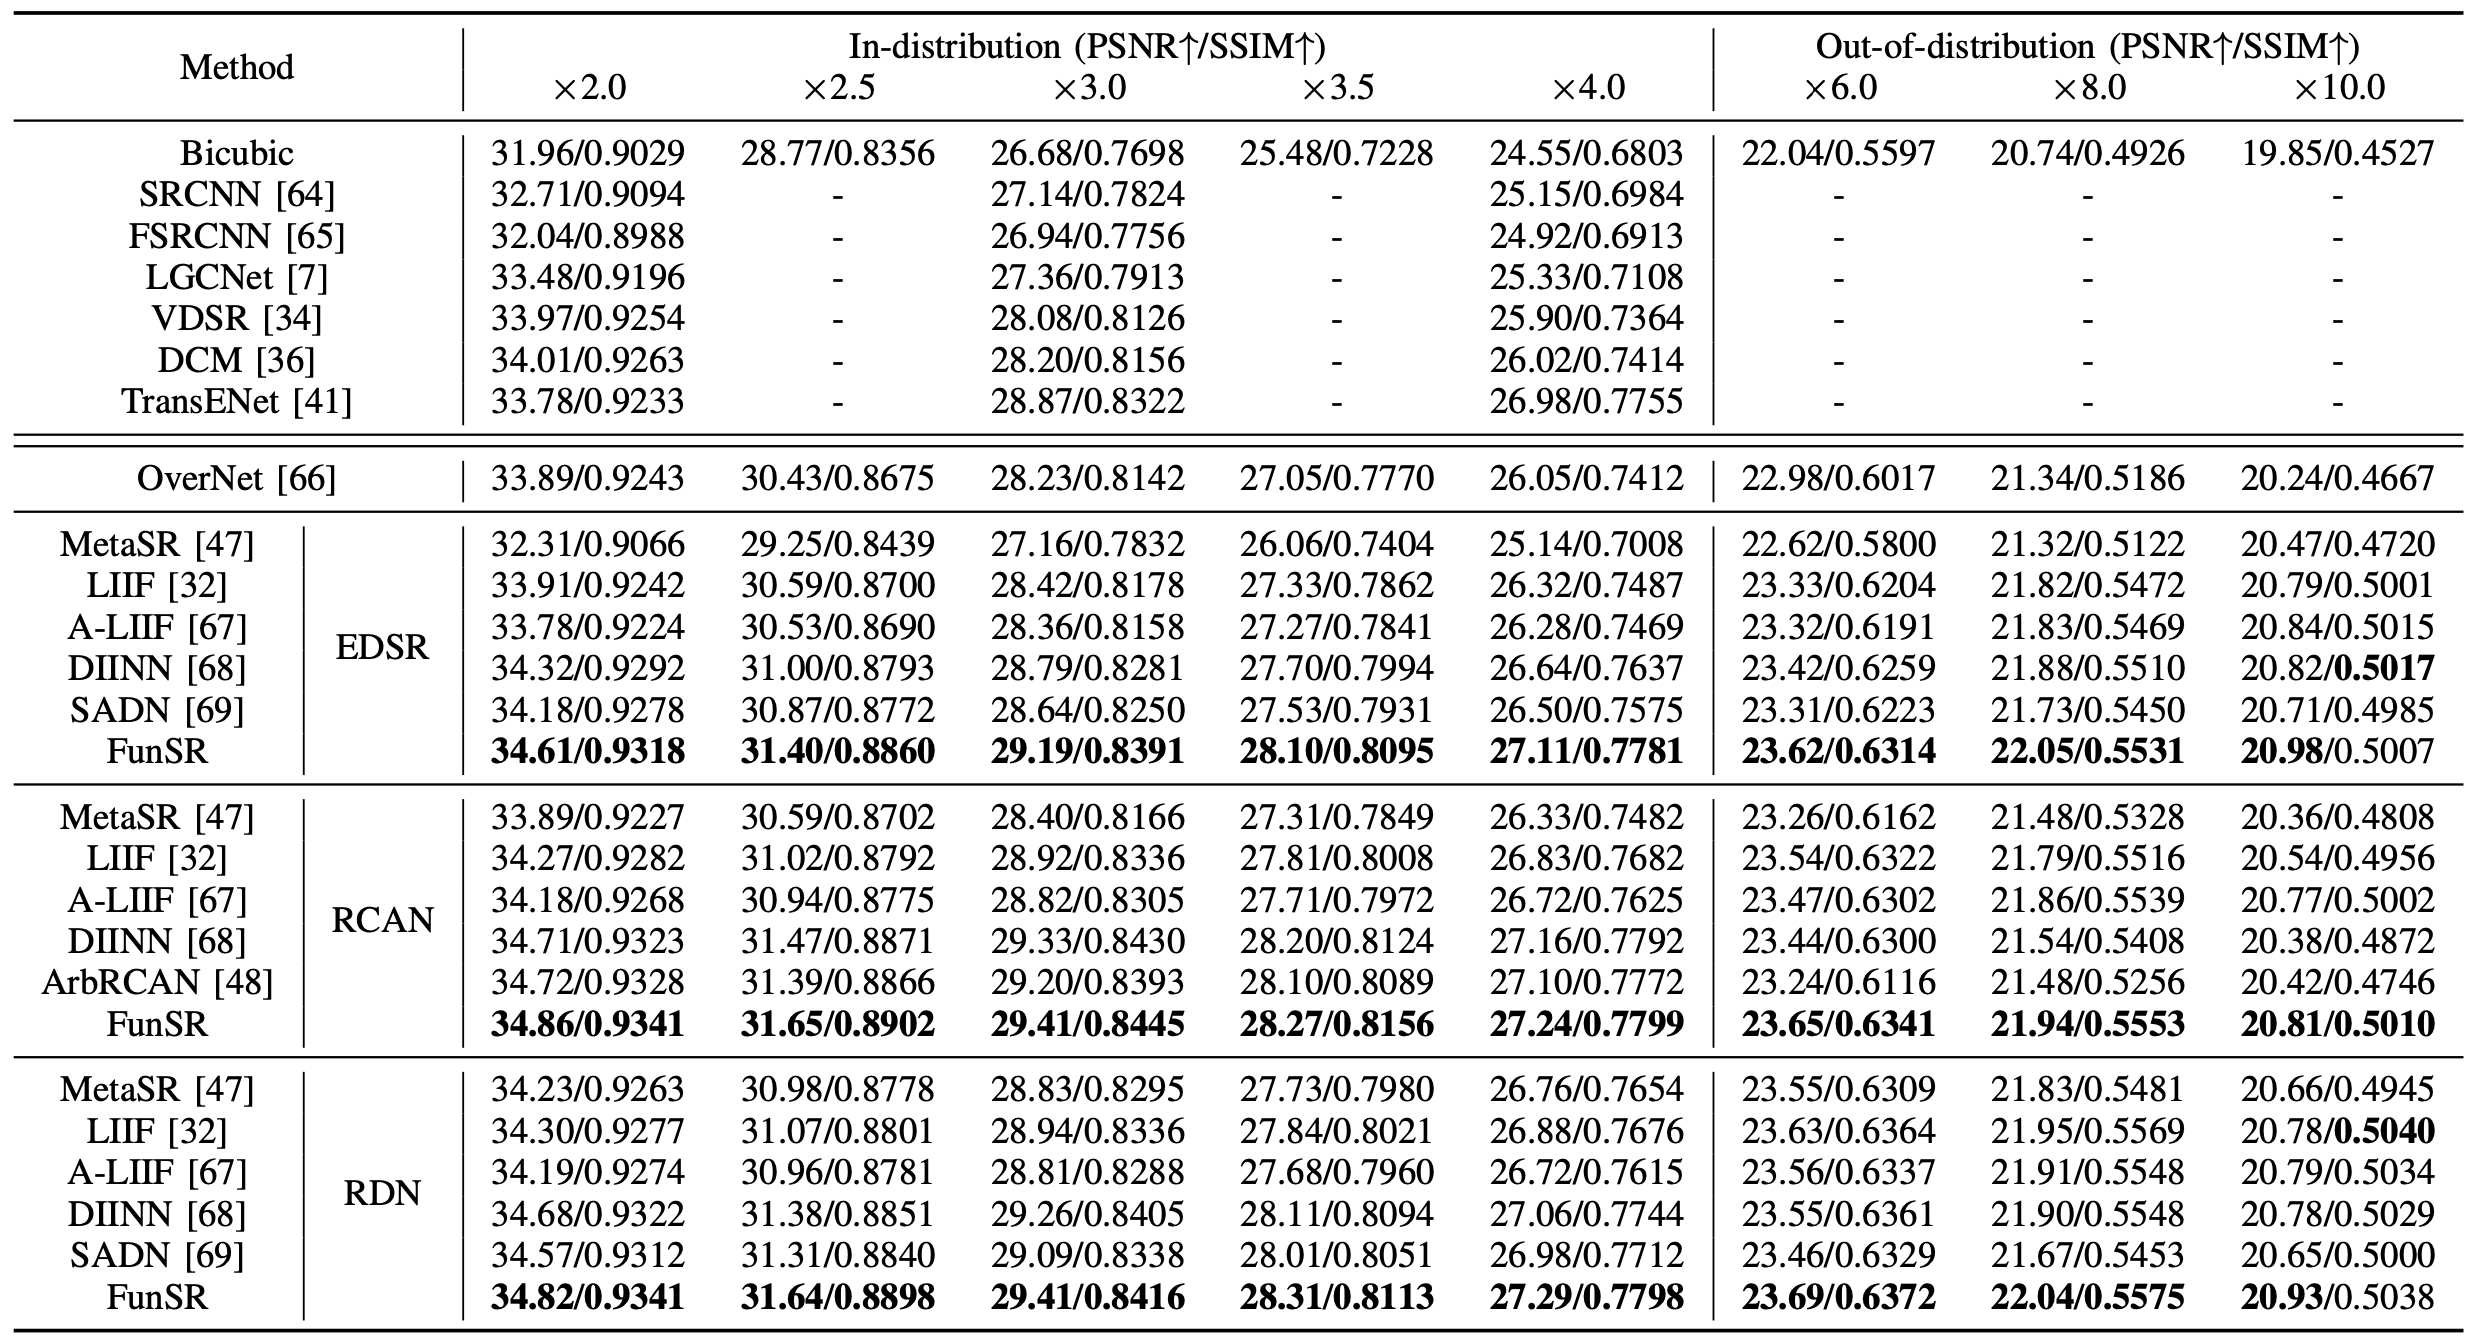 Method In-distribution (PSNR↑/SSIM↑) Out-of-distribution (PSNR↑/SSIM↑)
×2.0 ×2.5 ×3.0 ×3.5 ×4.0 ×6.0 ×8.0 ×10.0
Bicubic 31.96/0.9029 28.77/0.8356 26.68/0.7698 25.48/0.7228 24.55/0.6803 22.04/0.5597 20.74/0.4926 19.85/0.4527
SRCNN [64] 32.71/0.9094 - 27.14/0.7824 - 25.15/0.6984 - - -
FSRCNN [65] 32.04/0.8988 - 26.94/0.7756 - 24.92/0.6913 - - -
LGCNet [7] 33.48/0.9196 - 27.36/0.7913 - 25.33/0.7108 - - -
VDSR [34] 33.97/0.9254 - 28.08/0.8126 - 25.90/0.7364 - - -
DCM [36] 34.01/0.9263 - 28.20/0.8156 - 26.02/0.7414 - - -
TransENet [41] 33.78/0.9233 - 28.87/0.8322 - 26.98/0.7755 - - -
OverNet [66] 33.89/0.9243 30.43/0.8675 28.23/0.8142 27.05/0.7770 26.05/0.7412 22.98/0.6017 21.34/0.5186 20.24/0.4667
MetaSR [47] 32.31/0.9066 29.25/0.8439 27.16/0.7832 26.06/0.7404 25.14/0.7008 22.62/0.5800 21.32/0.5122 20.47/0.4720
LIIF [32] 33.91/0.9242 30.59/0.8700 28.42/0.8178 27.33/0.7862 26.32/0.7487 23.33/0.6204 21.82/0.5472 20.79/0.5001
A-LIIF [67] 33.78/0.9224 30.53/0.8690 28.36/0.8158 27.27/0.7841 26.28/0.7469 23.32/0.6191 21.83/0.5469 20.84/0.5015
EDSR
DIINN [68] 34.32/0.9292 31.00/0.8793 28.79/0.8281 27.70/0.7994 26.64/0.7637 23.42/0.6259 21.88/0.5510 20.82/0.5017
SADN [69] 34.18/0.9278 30.87/0.8772 28.64/0.8250 27.53/0.7931 26.50/0.7575 23.31/0.6223 21.73/0.5450 20.71/0.4985
FunSR 34.61/0.9318 31.40/0.8860 29.19/0.8391 28.10/0.8095 27.11/0.7781 23.62/0.6314 22.05/0.5531 20.98/0.5007
MetaSR [47] 33.89/0.9227 30.59/0.8702 28.40/0.8166 27.31/0.7849 26.33/0.7482 23.26/0.6162 21.48/0.5328 20.36/0.4808
LIIF [32] 34.27/0.9282 31.02/0.8792 28.92/0.8336 27.81/0.8008 26.83/0.7682 23.54/0.6322 21.79/0.5516 20.54/0.4956
A-LIIF [67] 34.18/0.9268 30.94/0.8775 28.82/0.8305 27.71/0.7972 26.72/0.7625 23.47/0.6302 21.86/0.5539 20.77/0.5002
RCAN
DIINN [68] 34.71/0.9323 31.47/0.8871 29.33/0.8430 28.20/0.8124 27.16/0.7792 23.44/0.6300 21.54/0.5408 20.38/0.4872
ArbRCAN [48] 34.72/0.9328 31.39/0.8866 29.20/0.8393 28.10/0.8089 27.10/0.7772 23.24/0.6116 21.48/0.5256 20.42/0.4746
FunSR 34.86/0.9341 31.65/0.8902 29.41/0.8445 28.27/0.8156 27.24/0.7799 23.65/0.6341 21.94/0.5553 20.81/0.5010
MetaSR [47] 34.23/0.9263 30.98/0.8778 28.83/0.8295 27.73/0.7980 26.76/0.7654 23.55/0.6309 21.83/0.5481 20.66/0.4945
LIIF [32] 34.30/0.9277 31.07/0.8801 28.94/0.8336 27.84/0.8021 26.88/0.7676 23.63/0.6364 21.95/0.5569 20.78/0.5040
A-LIIF [67] 34.19/0.9274 30.96/0.8781 28.81/0.8288 27.68/0.7960 26.72/0.7615 23.56/0.6337 21.91/0.5548 20.79/0.5034
RDN
DIINN [68] 34.68/0.9322 31.38/0.8851 29.26/0.8405 28.11/0.8094 27.06/0.7744 23.55/0.6361 21.90/0.5548 20.78/0.5029
SADN [69] 34.57/0.9312 31.31/0.8840 29.09/0.8338 28.01/0.8051 26.98/0.7712 23.46/0.6329 21.67/0.5453 20.65/0.5000
FunSR 34.82/0.9341 31.64/0.8898 29.41/0.8416 28.31/0.8113 27.29/0.7798 23.69/0.6372 22.04/0.5575 20.93/0.5038